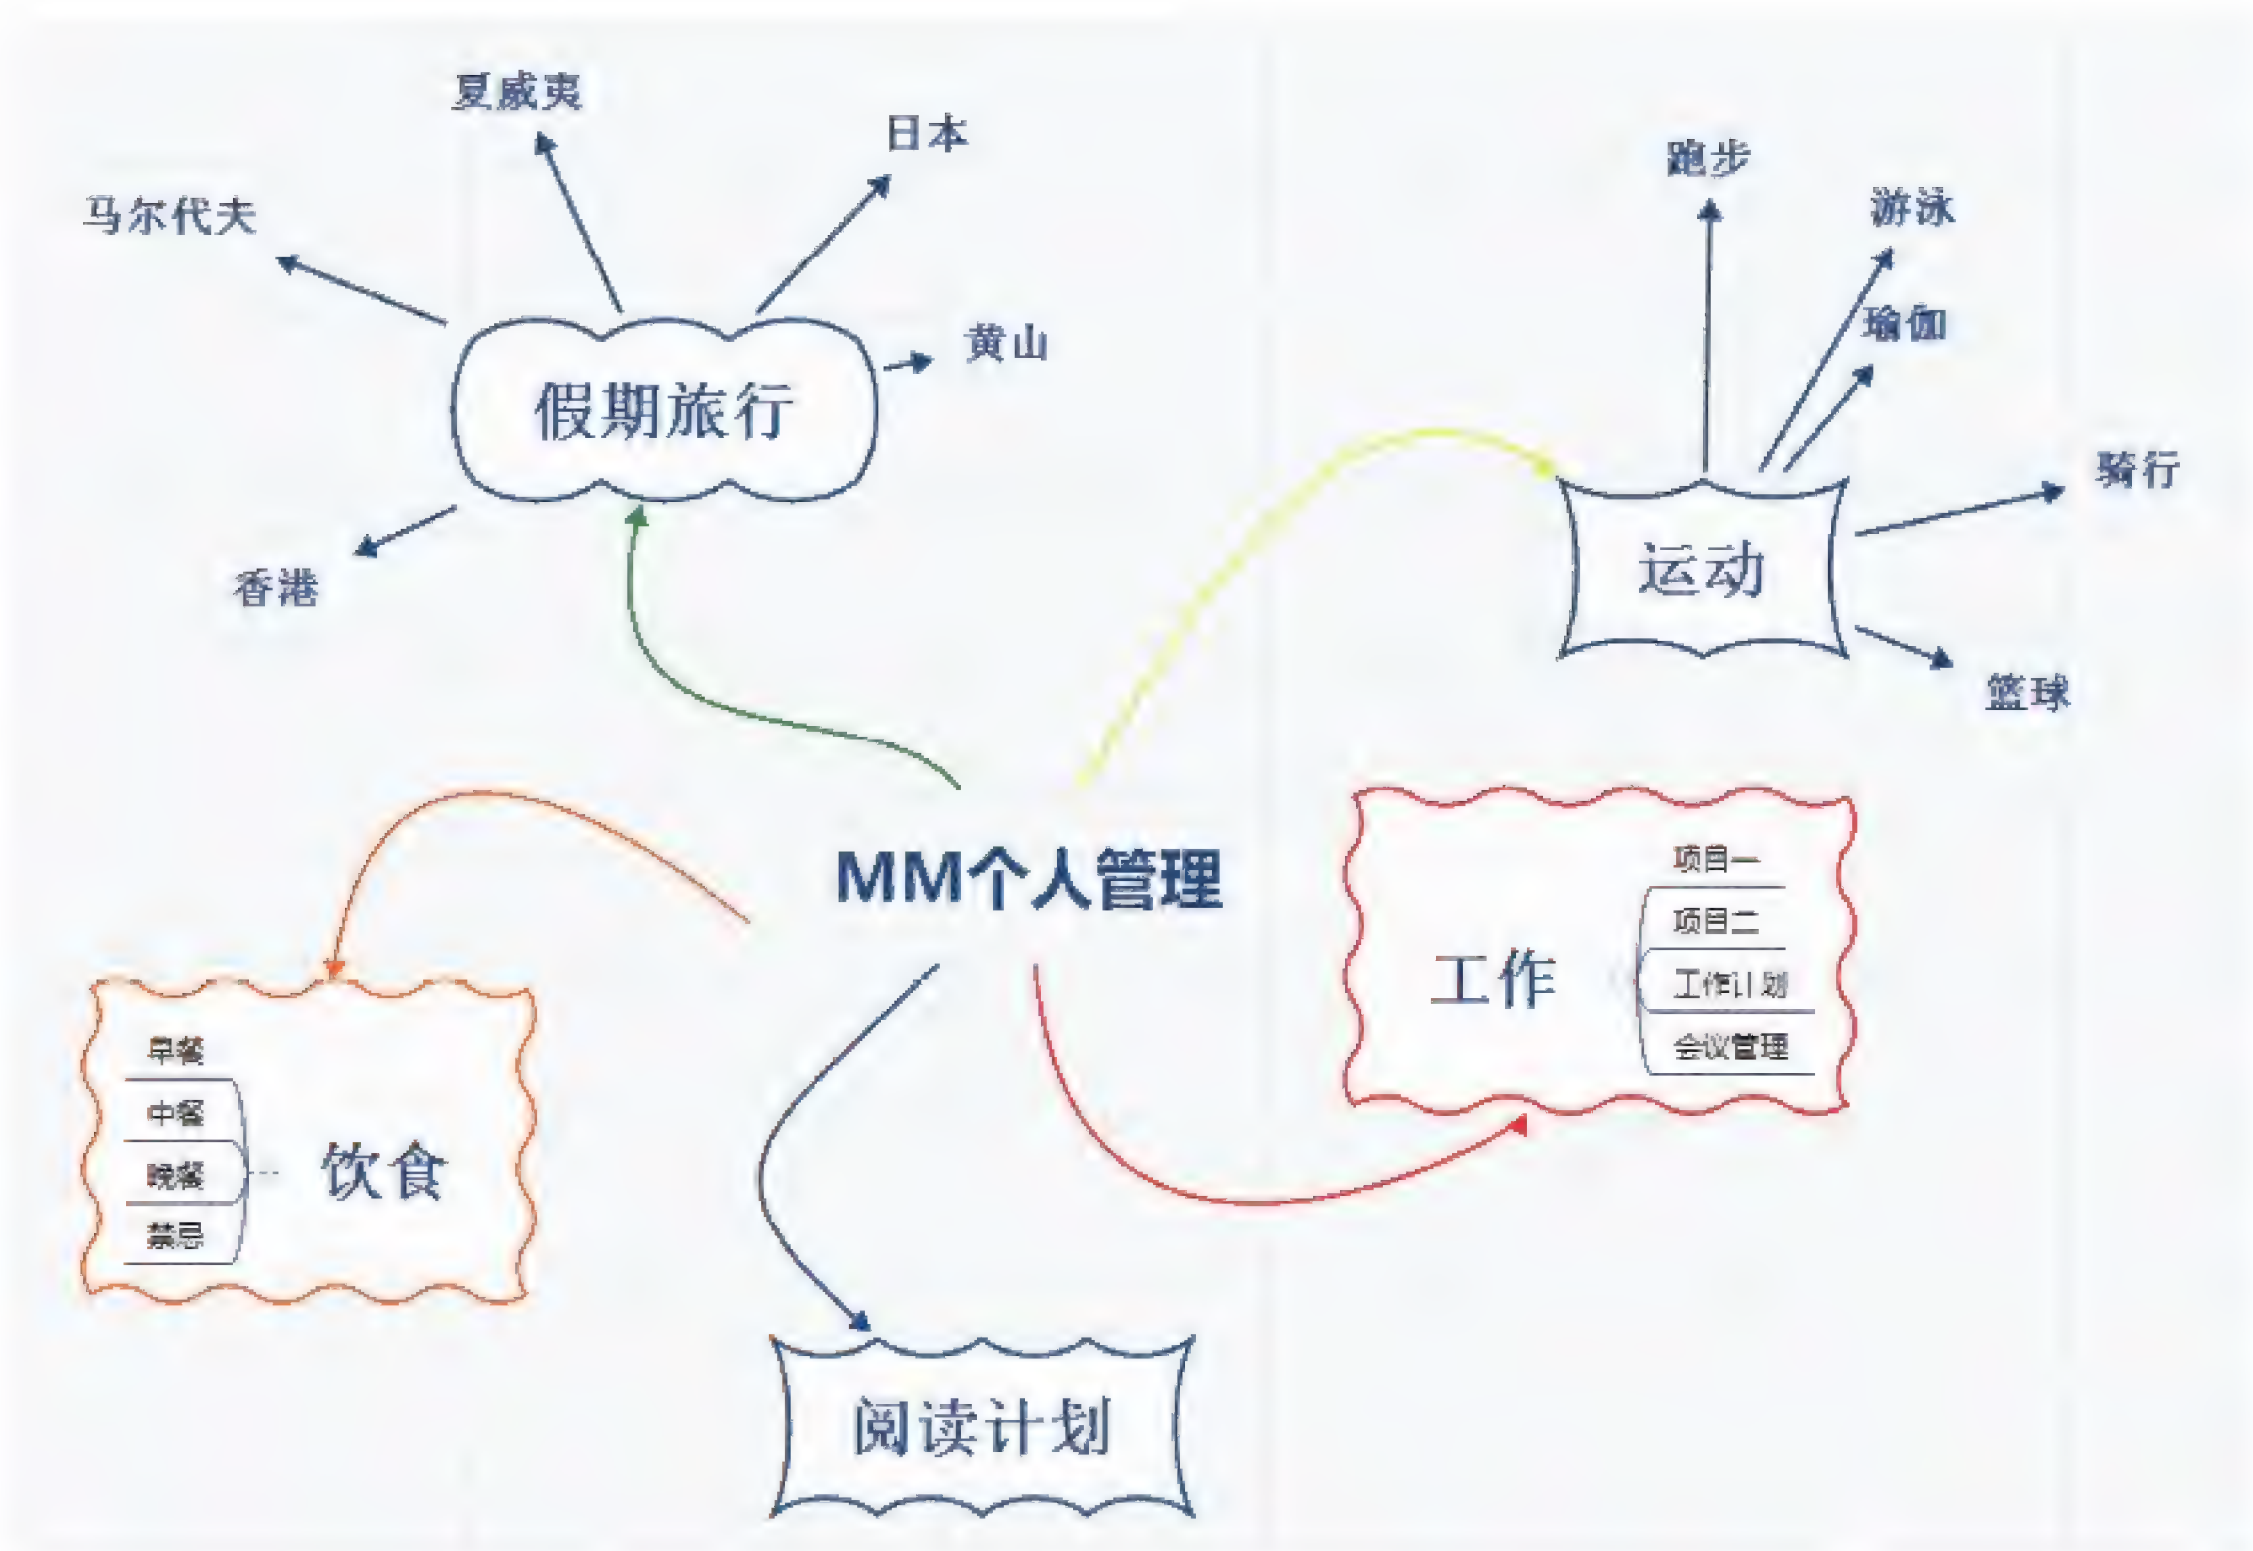 夏威夷
日本
马尔代夫
黄山
假期旅行
香港
跑步
游泳
瑜伽
骑行
运动
篮球
MM个人管理
工作
项目一
项目二
工作计划
会议管理
早餐
中餐
晚餐
禁忌
饮食
阅读计划